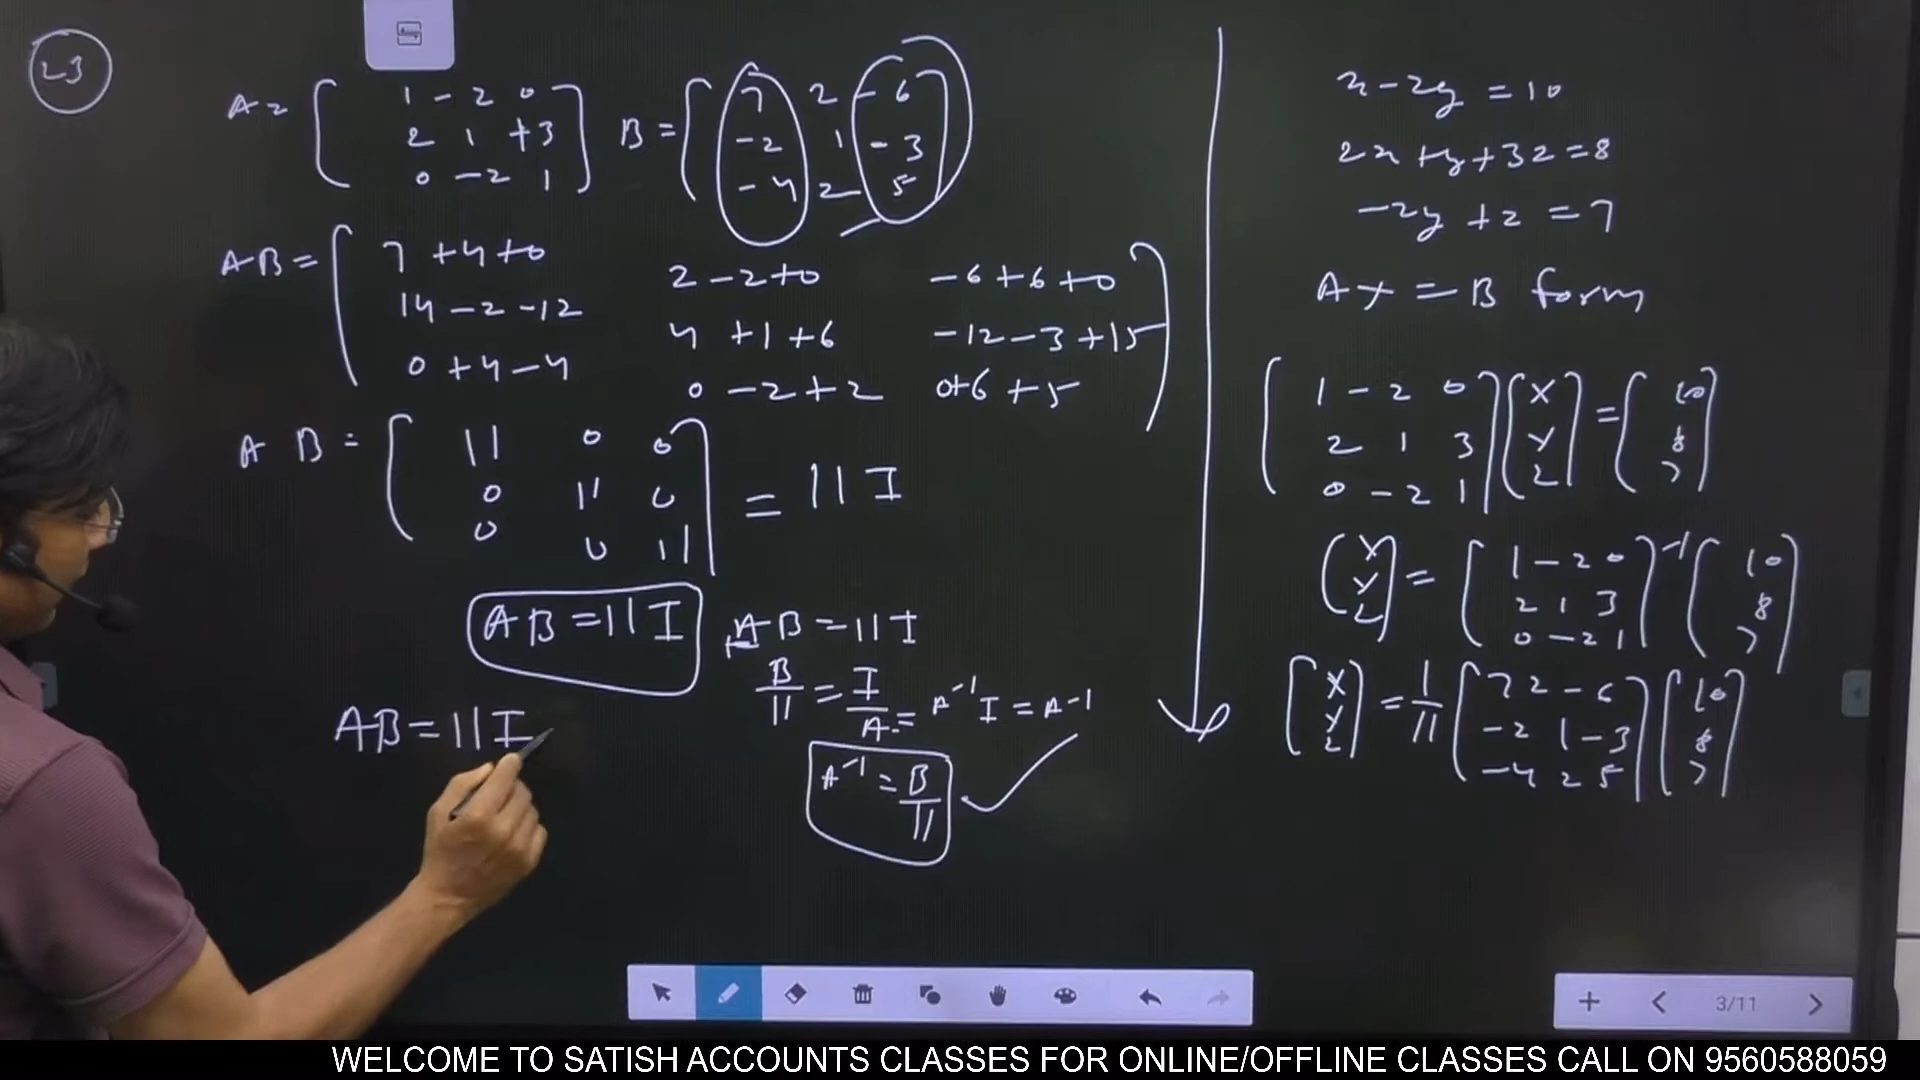 23
A = [ 1 -2 0
2 1 +3
0 -2 1 ]
B = [ 7 2 -6
-2 1 -3
-4 2 5 ]
AB = [ 7+4+0 2-2+0 -6+6+0
14-2-12 4+1+6 -12-3+15
0+4-4 0-2+2 0+6+5 ]
AB = [ 11 0 0
0 11 0
0 0 11 ] = 11 I
AB = 11 I
AB = 11 I
B/11 = I/A = A⁻¹ I = A⁻¹
A⁻¹ = B/11
AB = 11 I
x-2y = 10
2x+y+3z=8
-2y+z = 7
AX = B form
[ 1 -2 0
2 1 3
0 -2 1 ] [ X
Y
Z ] = [ 10
8
7 ]
[ X
Y
Z ] = [ 1 -2 0
2 1 3
0 -2 1 ]⁻¹ [ 10
8
7 ]
[ X
Y
Z ] = 1/11 [ 7 2 -6
-2 1 -3
-4 2 5 ] [ 10
8
7 ]
3/11
WELCOME TO SATISH ACCOUNTS CLASSES FOR ONLINE/OFFLINE CLASSES CALL ON 9560588059